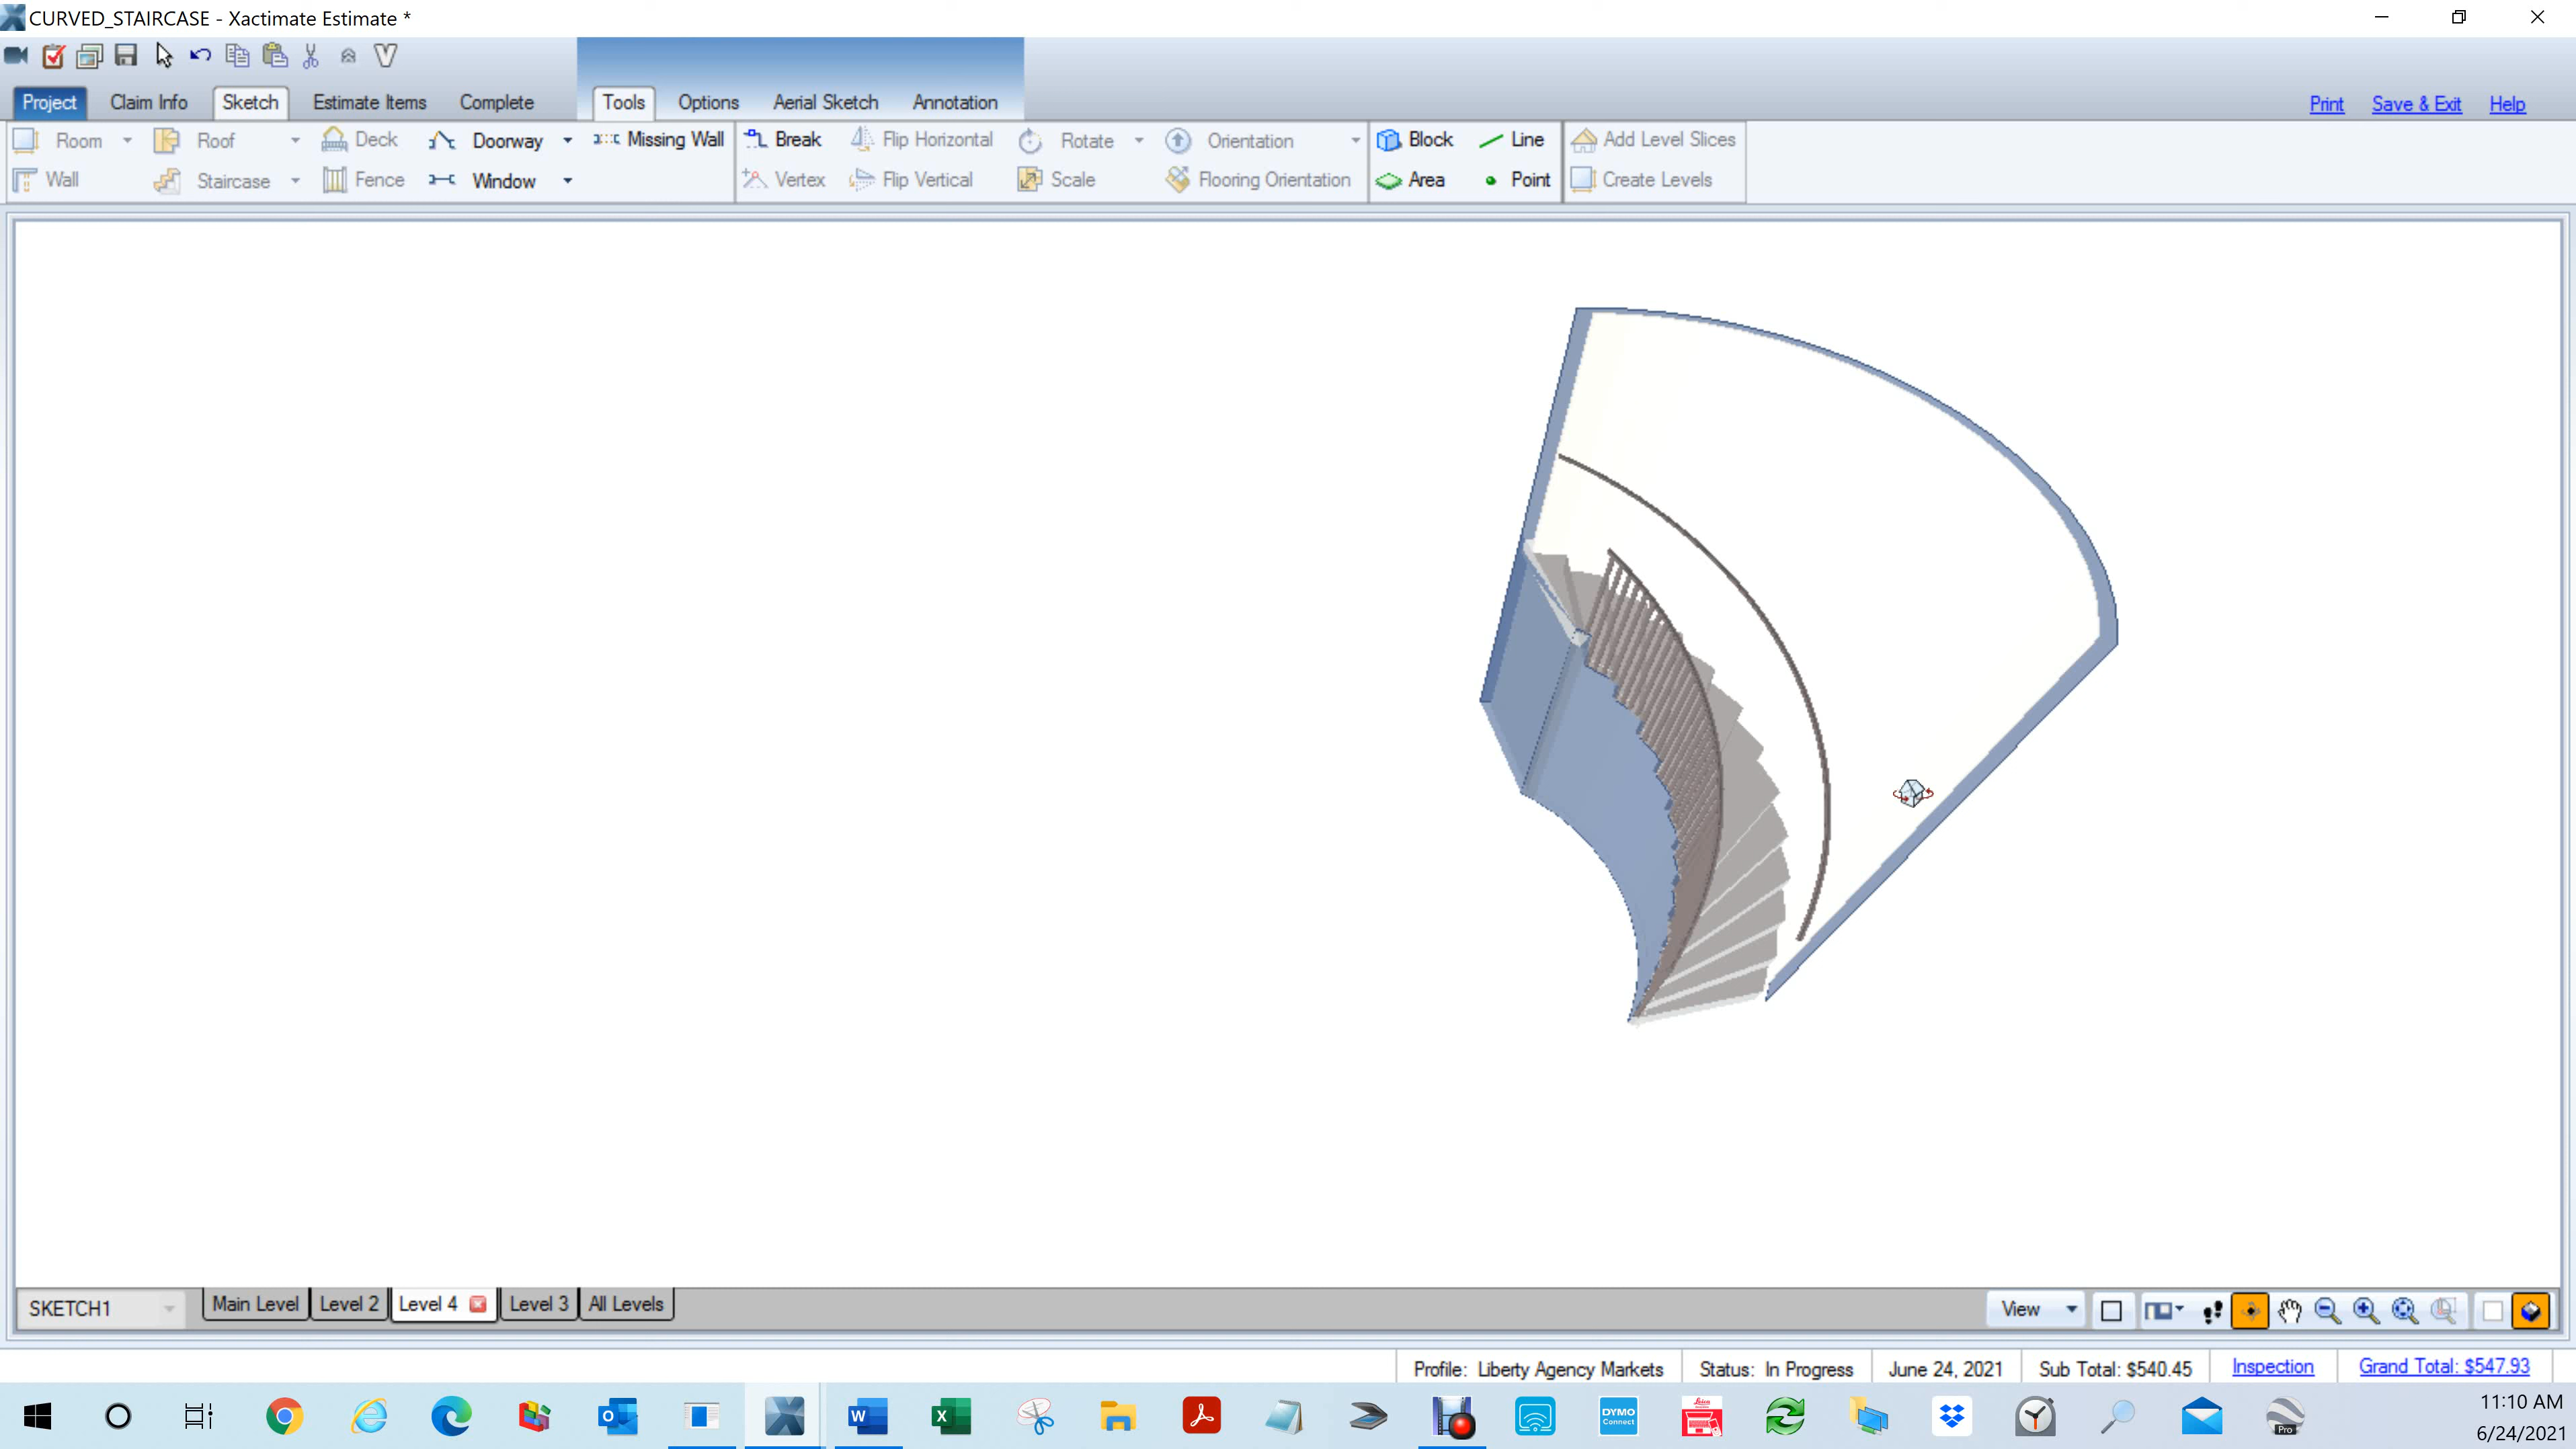 CURVED_STAIRCASE - Xactimate Estimate *
Project Claim Info Sketch Estimate Items Complete Tools Options Aerial Sketch Annotation Print Save & Exit Help
Room Roof Deck Doorway Missing Wall Break Flip Horizontal Rotate Orientation Block Line Add Level Slices
Wall Staircase Fence Window Vertex Flip Vertical Scale Flooring Orientation Area Point Create Levels
SKETCH1 Main Level Level 2 Level 4 Level 3 All Levels View
Profile: Liberty Agency Markets Status: In Progress June 24, 2021 Sub Total: $540.45 Inspection Grand Total: $547.93
DYMO
Connect
Leica
Pro
11:10 AM
6/24/2021